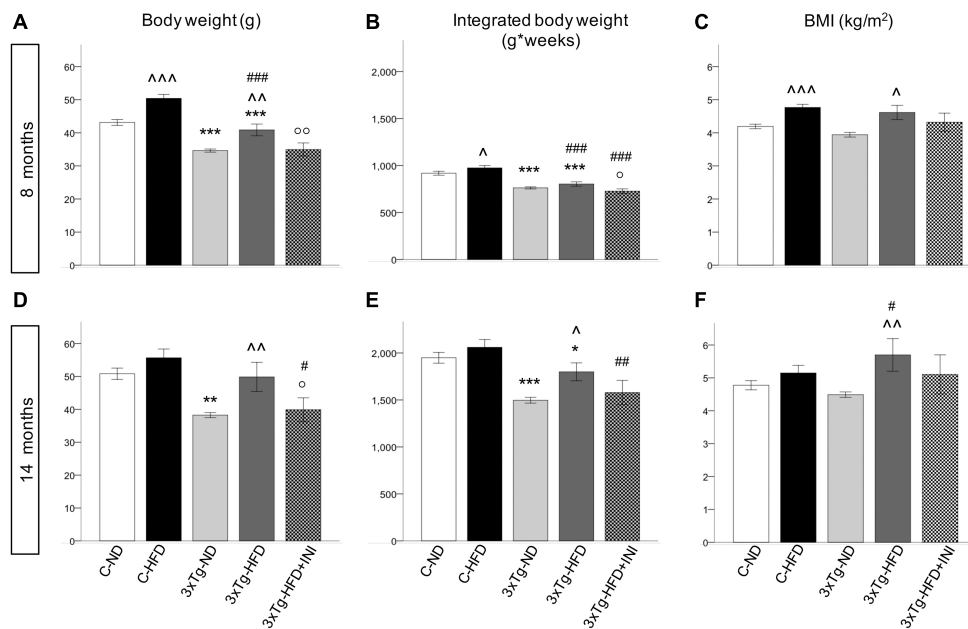 A
Body weight (g)
B
Integrated body weight
(g*weeks)
C
BMI (kg/m²)
8 months
60
50
40
30
20
10
0
^^^
***
###
^^
***
○○
2,000
1,500
1,000
500
0
^
***
###
***
###
○
6
5
4
3
2
1
0
^^^
^
D
E
F
14 months
60
50
40
30
20
10
0
**
^^
#
○
2,000
1,500
1,000
500
0
***
^
*
##
6
5
4
3
2
1
0
#
^^
C-ND
C-HFD
3xTg-ND
3xTg-HFD
3xTg-HFD+INI
C-ND
C-HFD
3xTg-ND
3xTg-HFD
3xTg-HFD+INI
C-ND
C-HFD
3xTg-ND
3xTg-HFD
3xTg-HFD+INI